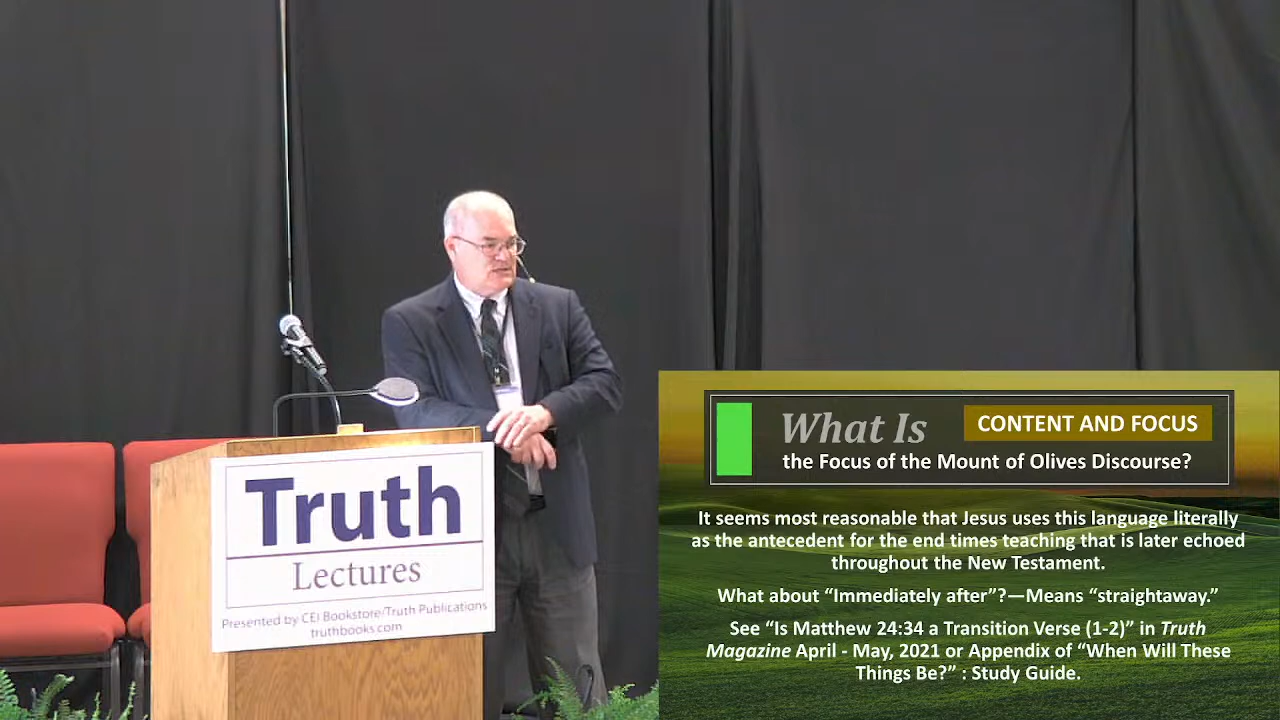 Truth
Lectures
Presented by CEI Bookstore/Truth Publications
truthbooks.com
What Is
CONTENT AND FOCUS
the Focus of the Mount of Olives Discourse?
It seems most reasonable that Jesus uses this language literally
as the antecedent for the end times teaching that is later echoed
throughout the New Testament.
What about “Immediately after”?—Means “straightaway.”
See “Is Matthew 24:34 a Transition Verse (1-2)” in Truth
Magazine April - May, 2021 or Appendix of “When Will These
Things Be?” : Study Guide.